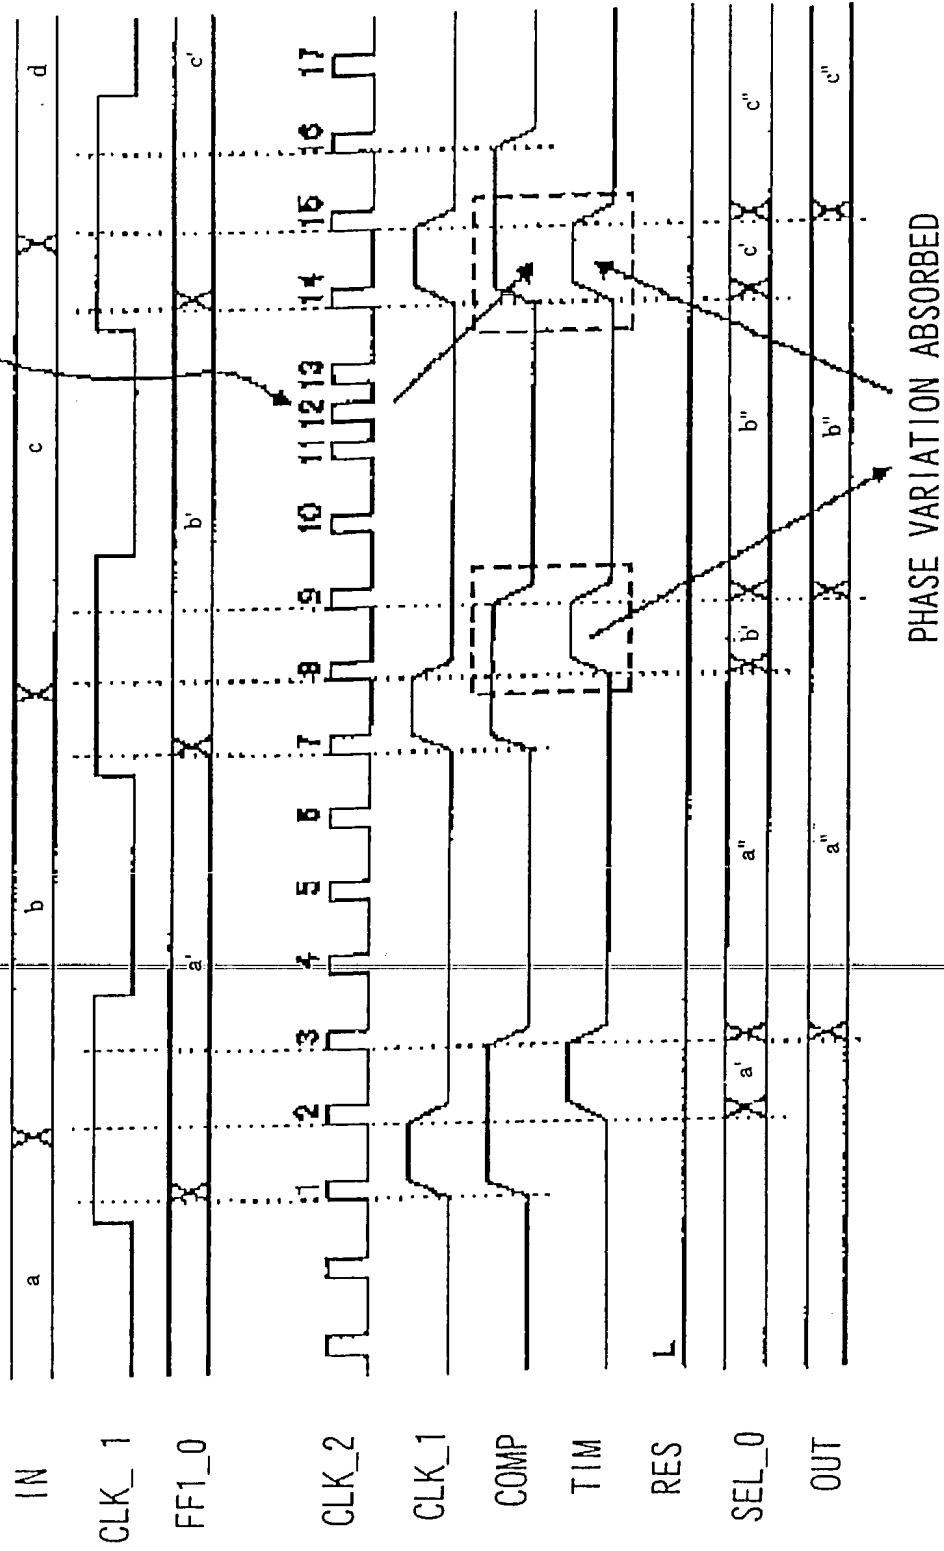 IN a b c d
CLK_1
FF1_0 a' b' c'
CLK_2 1 2 3 4 5 6 7 8 9 10 11 12 13 14 15 16 17
CLK_1
COMP
TIM
RES L
SEL_0 a' a" b' b" c' c"
OUT a" b" c"
PHASE VARIATION ABSORBED